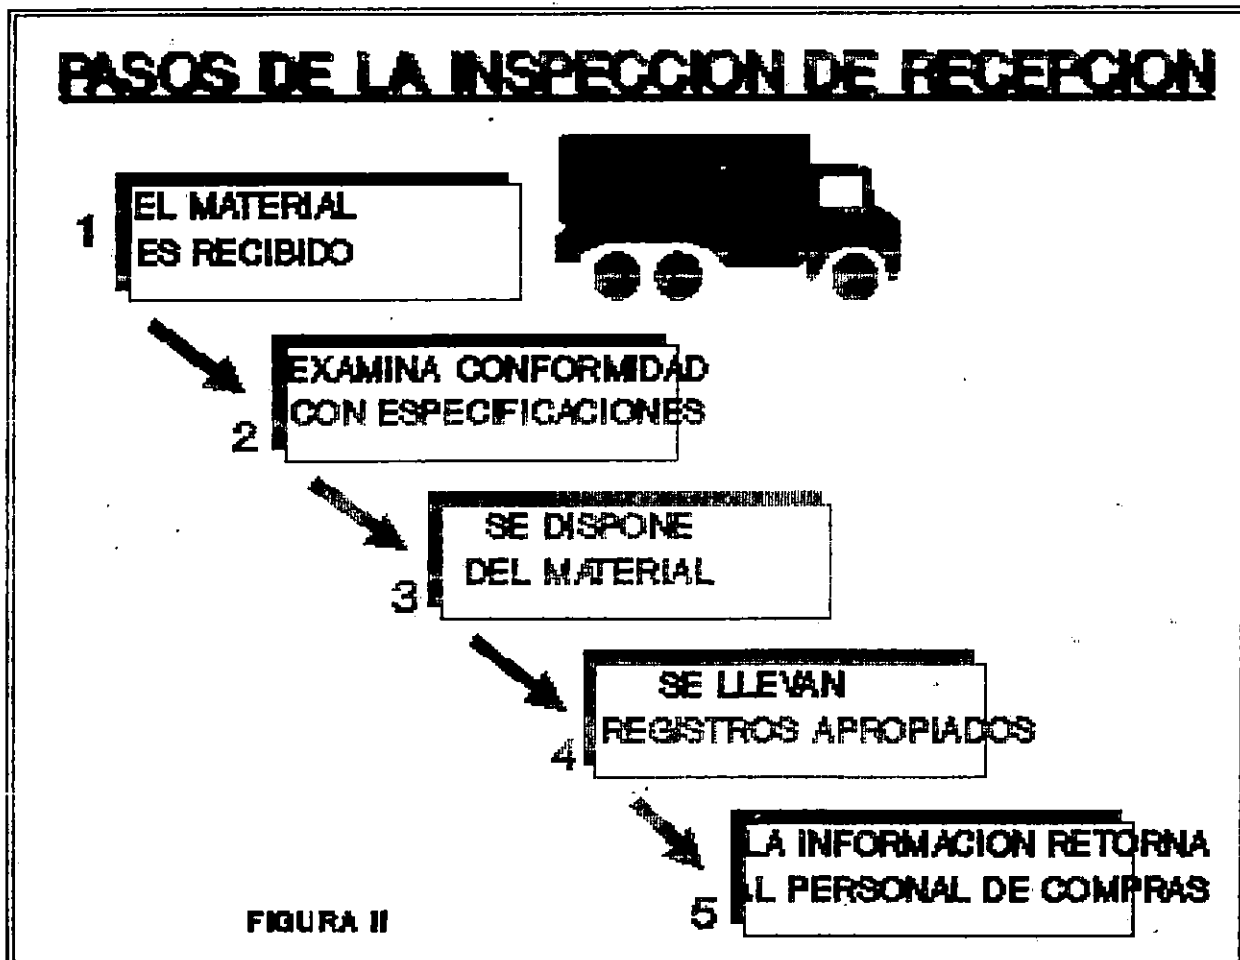 PASOS DE LA INSPECCION DE RECEPCION
1
EL MATERIAL
ES RECIBIDO
2
EXAMINA CONFORMIDAD
CON ESPECIFICACIONES
3
SE DISPONE
DEL MATERIAL
4
SE LLEVAN
REGISTROS APROPIADOS
5
LA INFORMACION RETORNA
AL PERSONAL DE COMPRAS
FIGURA II